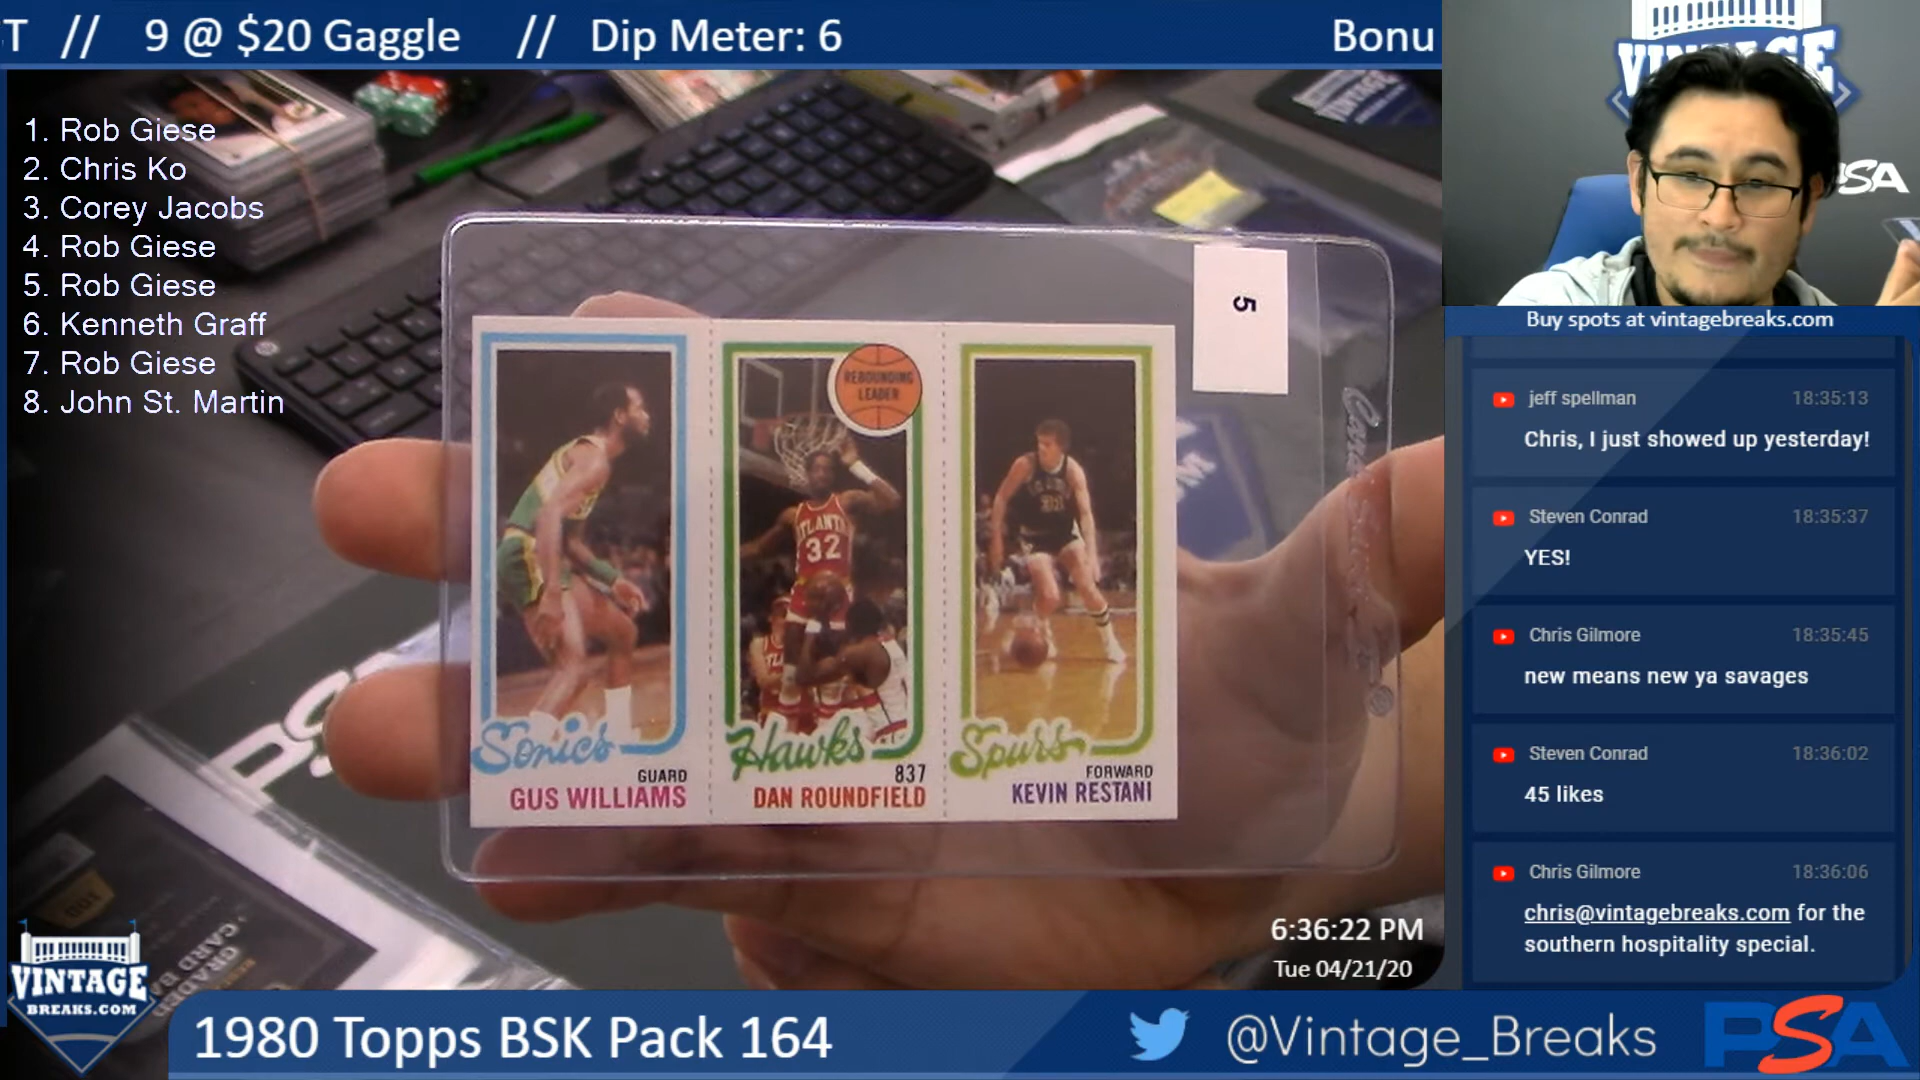 T // 9 @ $20 Gaggle // Dip Meter: 6 Bonu
1. Rob Giese
2. Chris Ko
3. Corey Jacobs
4. Rob Giese
5. Rob Giese
6. Kenneth Graff
7. Rob Giese
8. John St. Martin
5
REBOUNDING
LEADER
ATLANTA
32
Sonics
GUARD
GUS WILLIAMS
Hawks
837
DAN ROUNDFIELD
Spurs
FORWARD
KEVIN RESTANI
6:36:22 PM
Tue 04/21/20
VINTAGE
BREAKS.COM
1980 Topps BSK Pack 164
@Vintage_Breaks
PSA
VINTAGE
PSA
Buy spots at vintagebreaks.com
jeff spellman 18:35:13
Chris, I just showed up yesterday!
Steven Conrad 18:35:37
YES!
Chris Gilmore 18:35:45
new means new ya savages
Steven Conrad 18:36:02
45 likes
Chris Gilmore 18:36:06
chris@vintagebreaks.com for the
southern hospitality special.